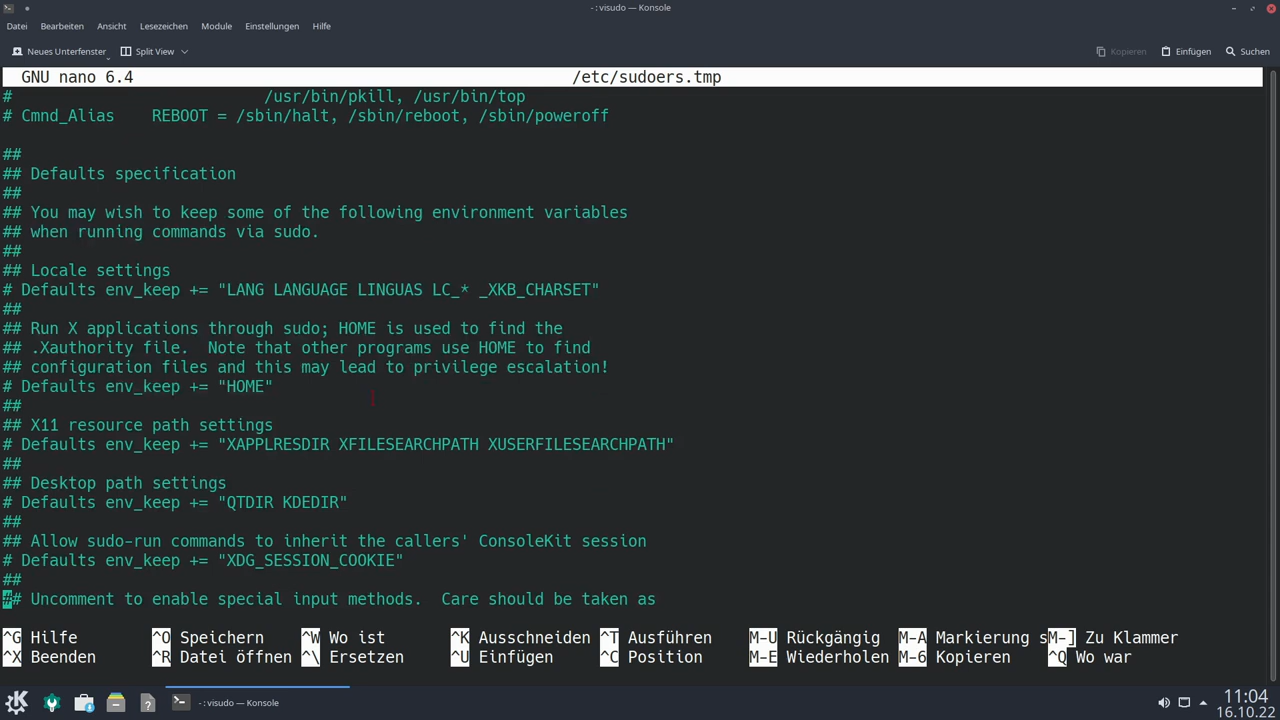 - : visudo — Konsole
Datei Bearbeiten Ansicht Lesezeichen Module Einstellungen Hilfe
Neues Unterfenster Split View Kopieren Einfügen Suchen
GNU nano 6.4 /etc/sudoers.tmp
# /usr/bin/pkill, /usr/bin/top
# Cmnd_Alias REBOOT = /sbin/halt, /sbin/reboot, /sbin/poweroff
##
## Defaults specification
##
## You may wish to keep some of the following environment variables
## when running commands via sudo.
##
## Locale settings
# Defaults env_keep += "LANG LANGUAGE LINGUAS LC_* _XKB_CHARSET"
##
## Run X applications through sudo; HOME is used to find the
## .Xauthority file.  Note that other programs use HOME to find
## configuration files and this may lead to privilege escalation!
# Defaults env_keep += "HOME"
##
## X11 resource path settings
# Defaults env_keep += "XAPPLRESDIR XFILESEARCHPATH XUSERFILESEARCHPATH"
##
## Desktop path settings
# Defaults env_keep += "QTDIR KDEDIR"
##
## Allow sudo-run commands to inherit the callers' ConsoleKit session
# Defaults env_keep += "XDG_SESSION_COOKIE"
##
## Uncomment to enable special input methods.  Care should be taken as
^G Hilfe ^O Speichern ^W Wo ist ^K Ausschneiden ^T Ausführen M-U Rückgängig M-A Markierung s M-] Zu Klammer
^X Beenden ^R Datei öffnen ^\ Ersetzen ^U Einfügen ^C Position M-E Wiederholen M-6 Kopieren ^Q Wo war
- : visudo — Konsole
11:04
16.10.22